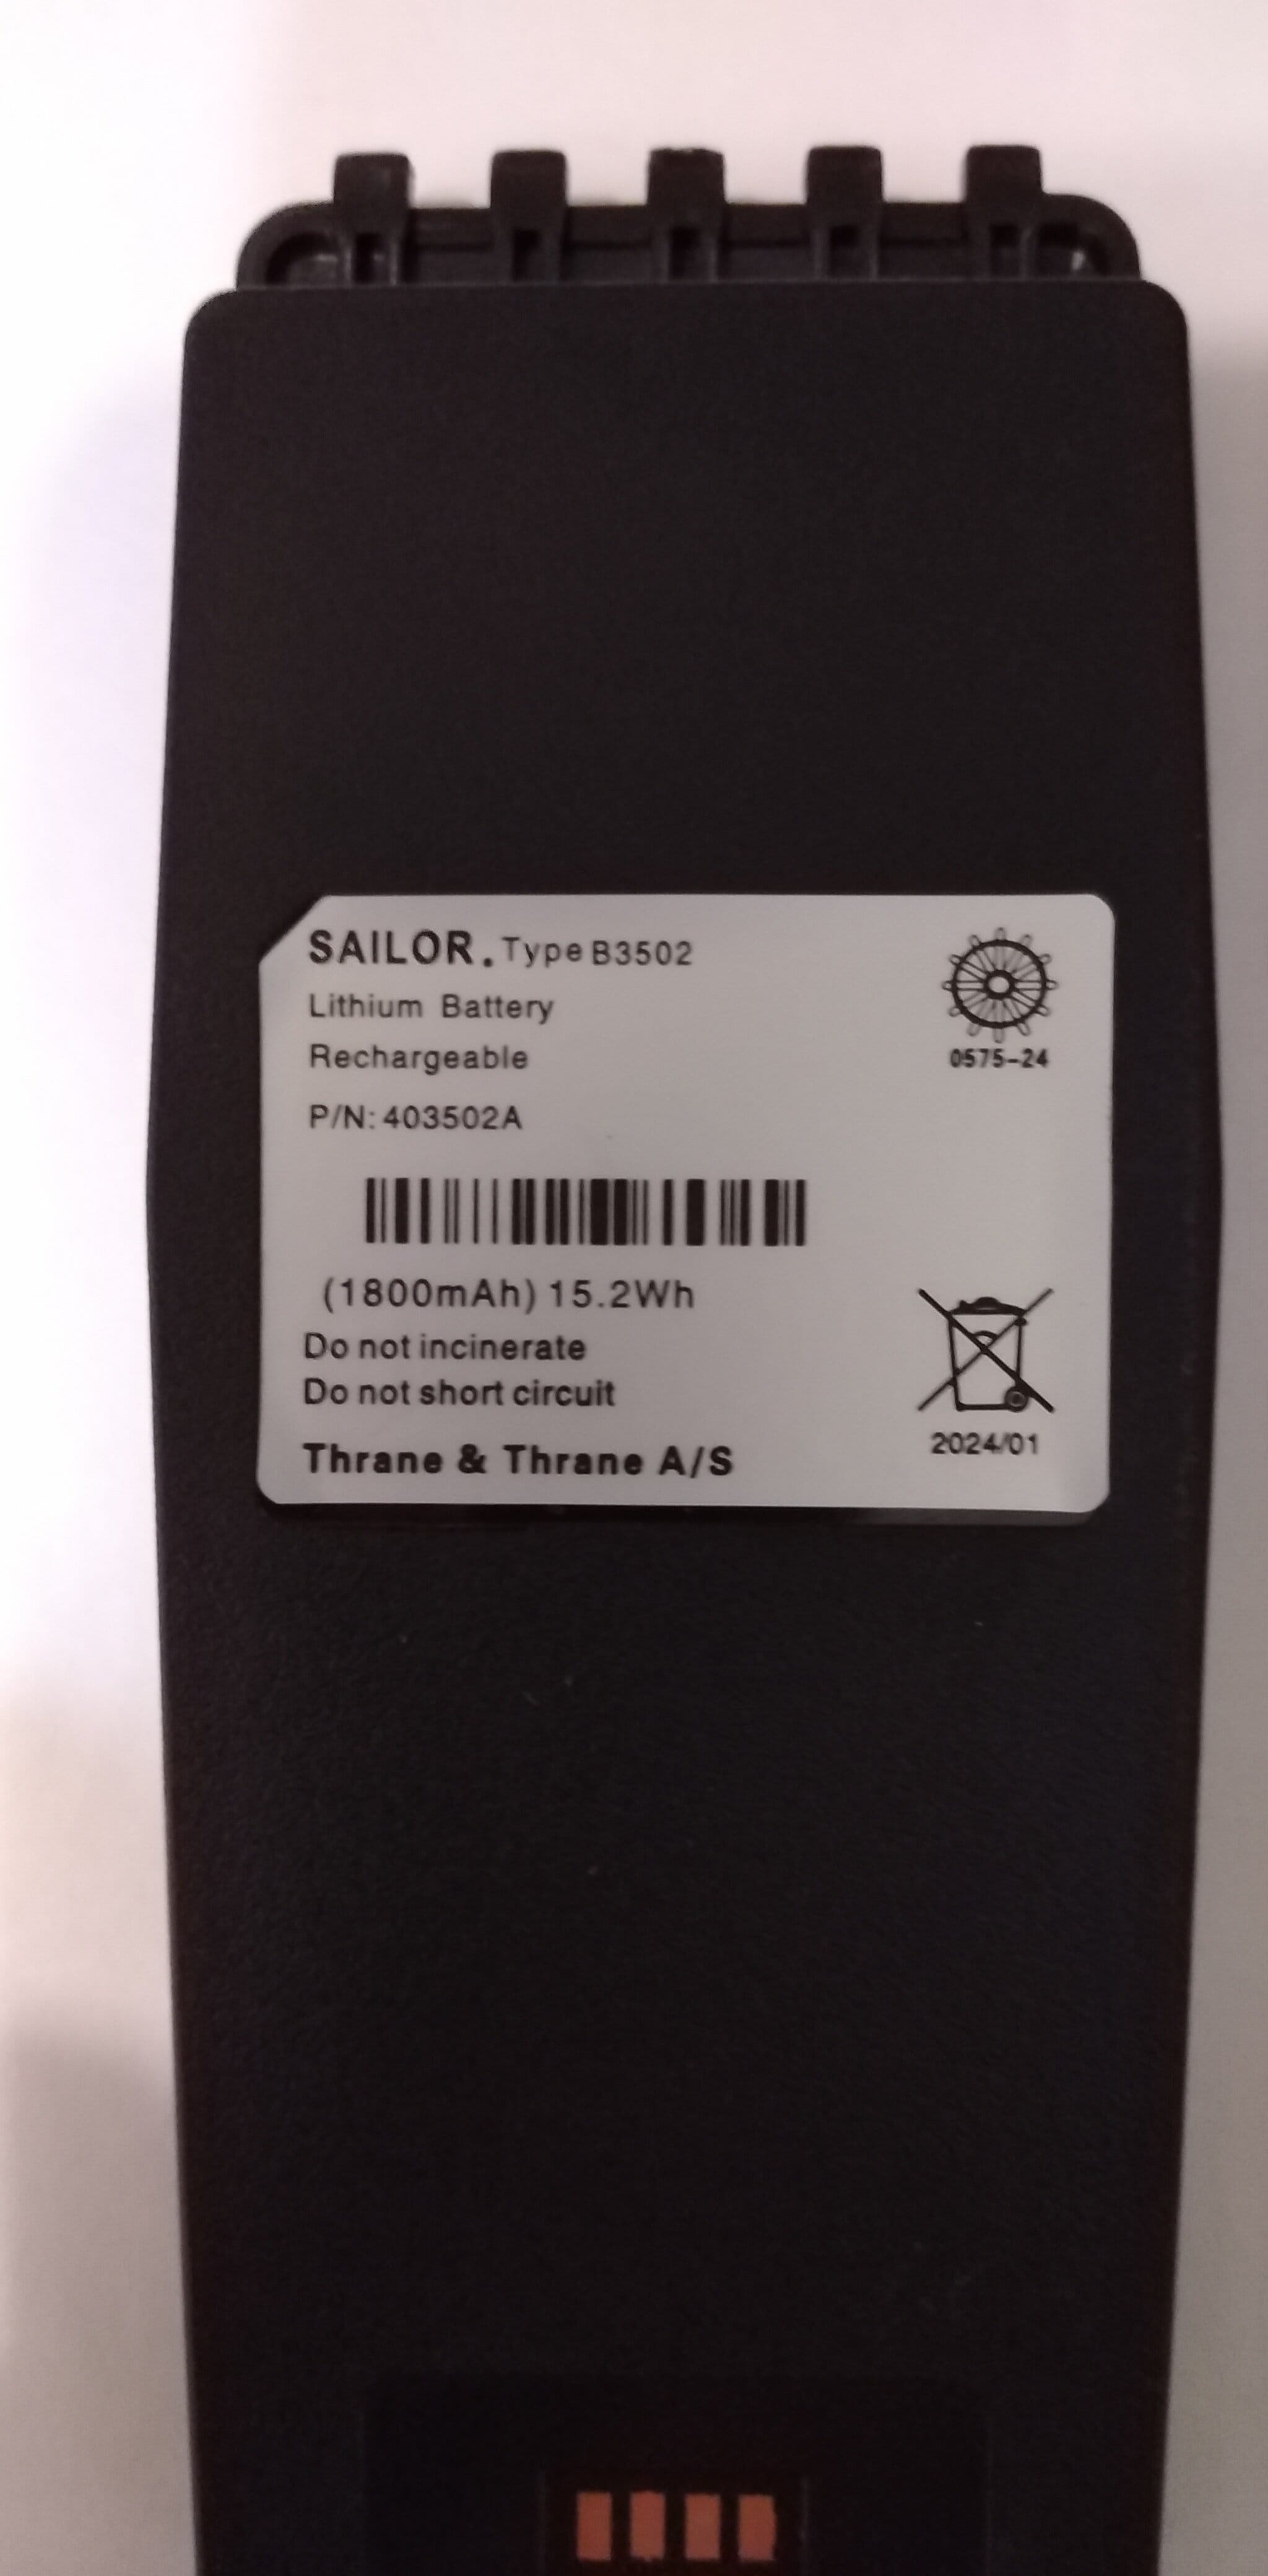 SAILOR. Type B3502
Lithium Battery
Rechargeable
0575-24
P/N: 403502A
(1800mAh) 15.2Wh
Do not incinerate
Do not short circuit
2024/01
Thrane & Thrane A/S